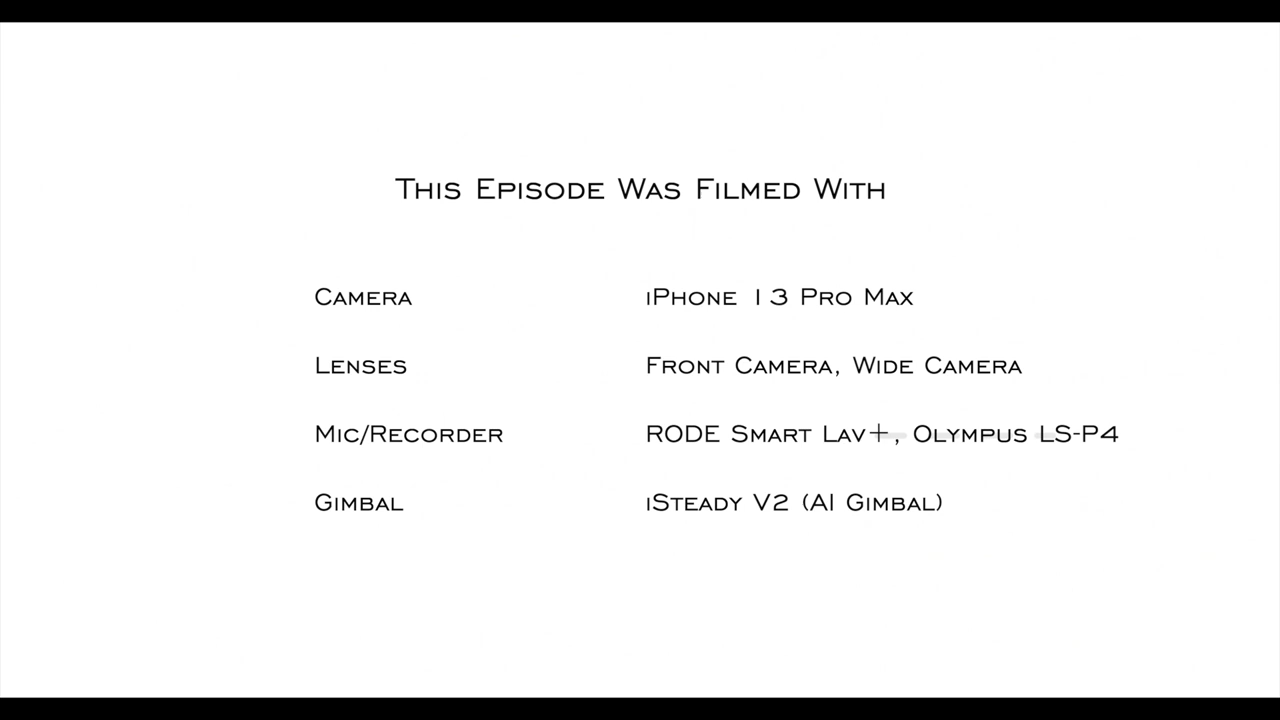 This Episode Was Filmed With
Camera iPhone 13 Pro Max
Lenses Front Camera, Wide Camera
Mic/Recorder RODE Smart Lav+, Olympus LS-P4
Gimbal iSteady V2 (AI Gimbal)